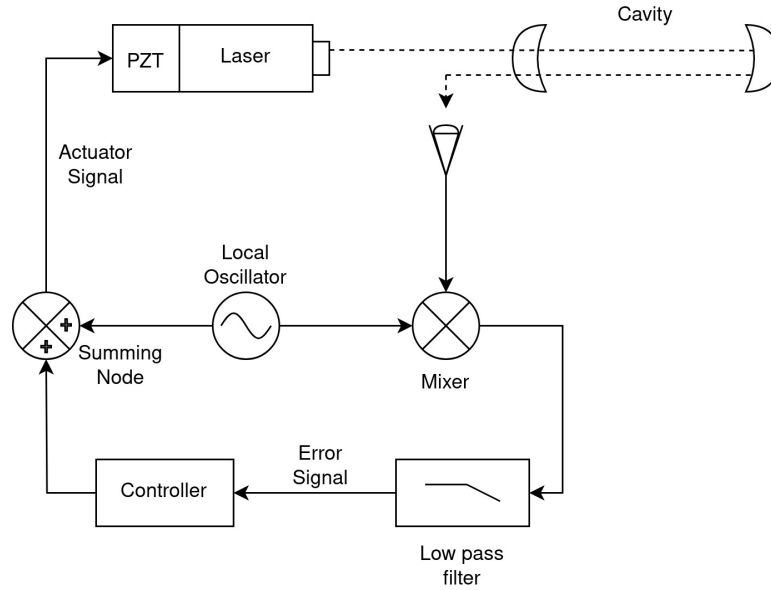 Cavity
PZT
Laser
Actuator
Signal
Local
Oscillator
Summing
Node
Mixer
Error
Signal
Controller
Low pass
filter